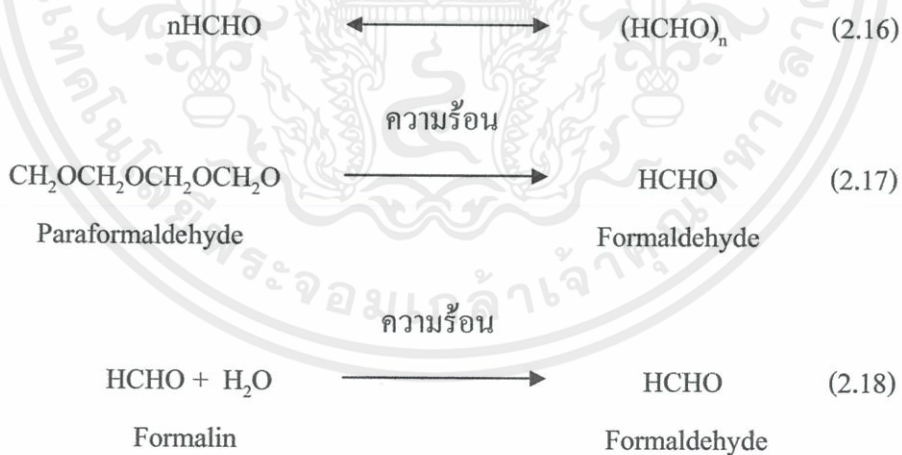 nHCHO ⟷ (HCHO)ₙ (2.16)
ความร้อน
CH₂OCH₂OCH₂OCH₂O ⟶ HCHO (2.17)
Paraformaldehyde Formaldehyde
ความร้อน
HCHO + H₂O ⟶ HCHO (2.18)
Formalin Formaldehyde